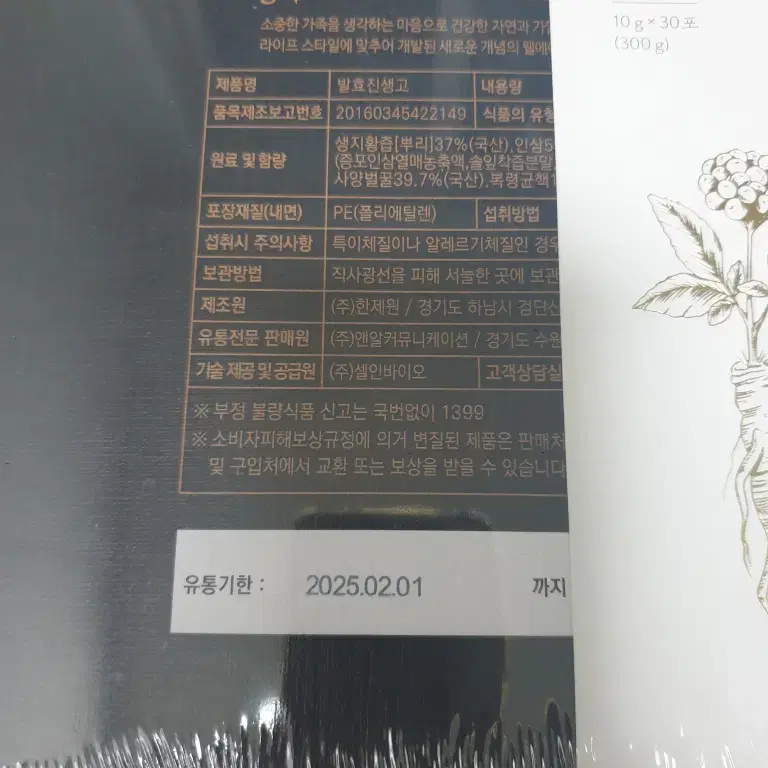 소중한 가족을 생각하는 마음으로 건강한 자연과
라이프 스타일에 맞추어 개발된 새로운 개념의
10 g × 30 포
(300 g)
제품명 발효진생고 내용량
품목제조보고번호 20160345422149 식품의 유형
원료 및 함량 생지황즙[뿌리]37%(국산),인삼5
(증포인삼열매농축액,솔잎착즙분말,
사양벌꿀39.7%(국산),복령균핵1
포장재질(내면) PE(폴리에틸렌) 섭취방법
섭취시 주의사항 특이체질이나 알레르기체질인 경우
보관방법 직사광선을 피해 서늘한 곳에 보관
제조원 (주)한제원 / 경기도 하남시 검단산
유통전문 판매원 (주)앤알커뮤니케이션 / 경기도 수원
기술 제공 및 공급원 (주)셀인바이오 고객상담실
※ 부정 불량식품 신고는 국번없이 1399
※ 소비자피해보상규정에 의거 변질된 제품은 판매처
및 구입처에서 교환 또는 보상을 받을 수 있습니다
유통기한 : 2025.02.01 까지